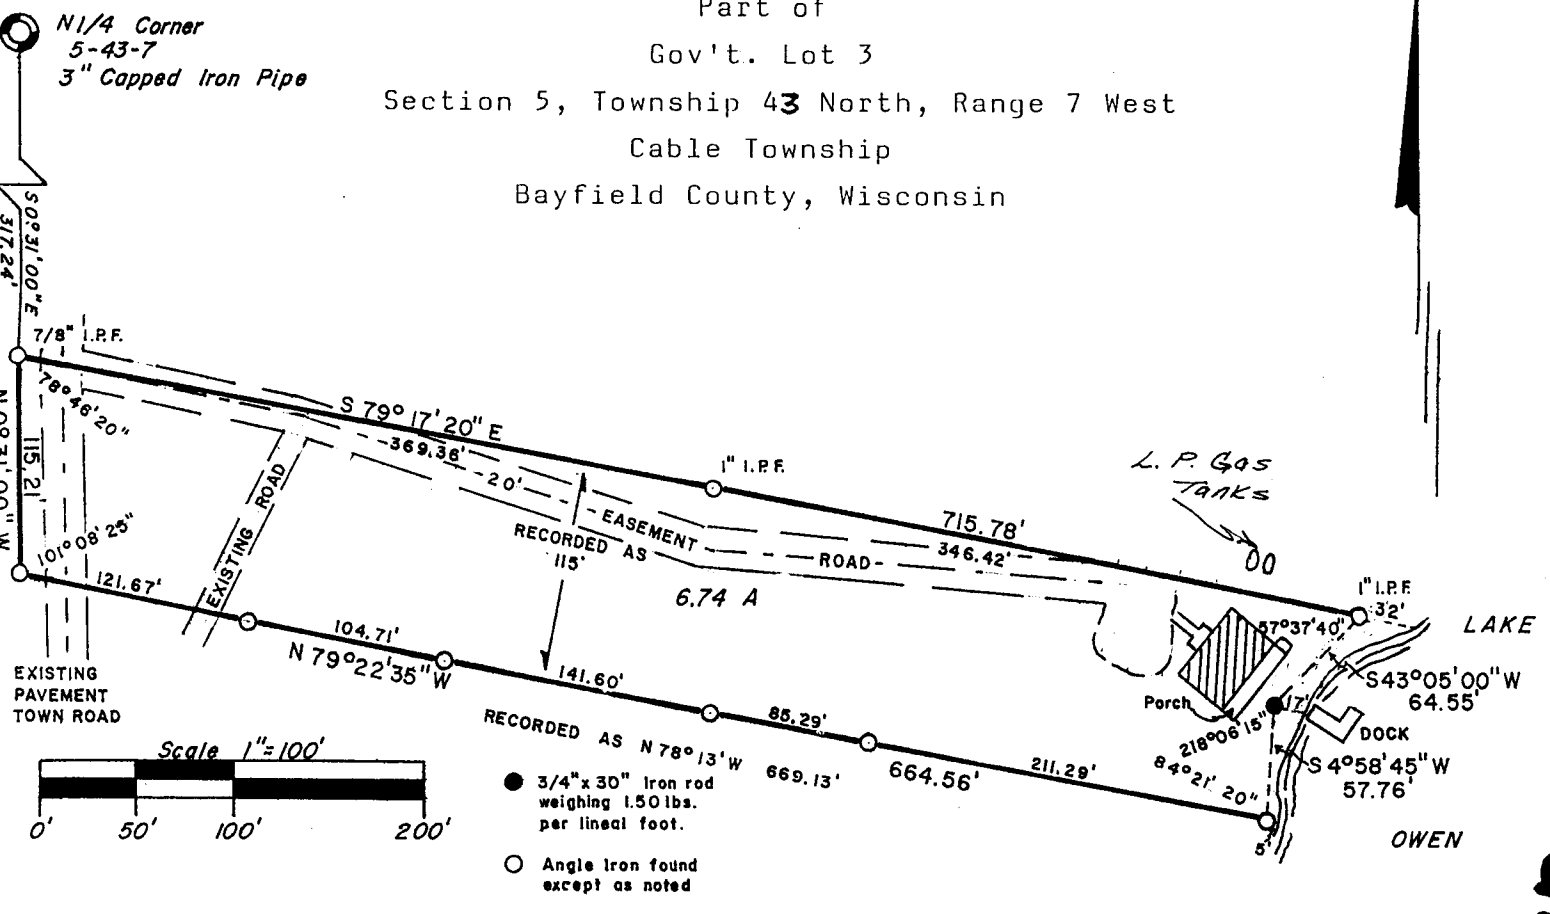 Part of
Gov't. Lot 3
Section 5, Township 43 North, Range 7 West
Cable Township
Bayfield County, Wisconsin
N1/4 Corner
5-43-7
3" Capped Iron Pipe
S0°31'00"E
317.24'
7/8" I.P.F.
78°46'20"
N0°31'00"W
115.21'
101°08'25"
S 79° 17' 20" E
369.36'
20'
1" I.P.F.
EXISTING ROAD
RECORDED AS
115'
EASEMENT
ROAD
715.78'
346.42'
L. P. Gas
Tanks
6.74 A
1" I.P.F.
32'
57°37'40"
LAKE
S43°05'00"W
64.55'
Porch
17'
218°06'15"
DOCK
84°21'20"
S 4°58'45"W
57.76'
121.67'
104.71'
N 79°22'35"W
141.60'
85.29'
RECORDED AS N 78°13'W 669.13'
664.56'
211.29'
5'
OWEN
EXISTING
PAVEMENT
TOWN ROAD
Scale 1"=100'
0' 50' 100' 200'
3/4"x 30" Iron rod
weighing 1.50 lbs.
per lineal foot.
Angle Iron found
except as noted